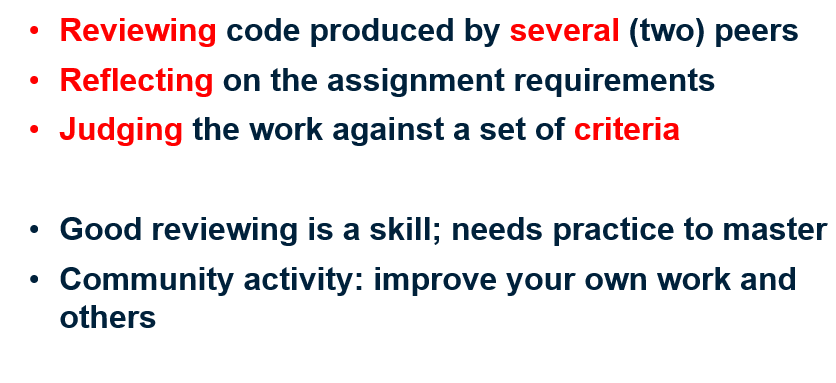 • Reviewing code produced by several (two) peers
• Reflecting on the assignment requirements
• Judging the work against a set of criteria
• Good reviewing is a skill; needs practice to master
• Community activity: improve your own work and
others